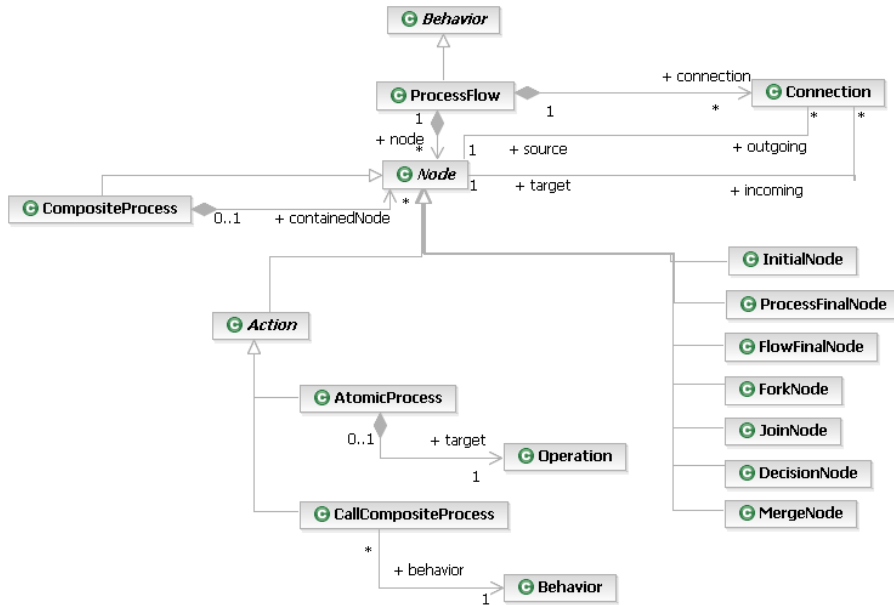 Behavior
ProcessFlow
+ connection
Connection
1
1
*
*
*
+ node
*
1
+ source
+ outgoing
Node
1
+ target
+ incoming
CompositeProcess
0..1
+ containedNode
*
InitialNode
ProcessFinalNode
Action
FlowFinalNode
ForkNode
AtomicProcess
JoinNode
0..1
+ target
1
Operation
DecisionNode
CallCompositeProcess
MergeNode
*
+ behavior
1
Behavior